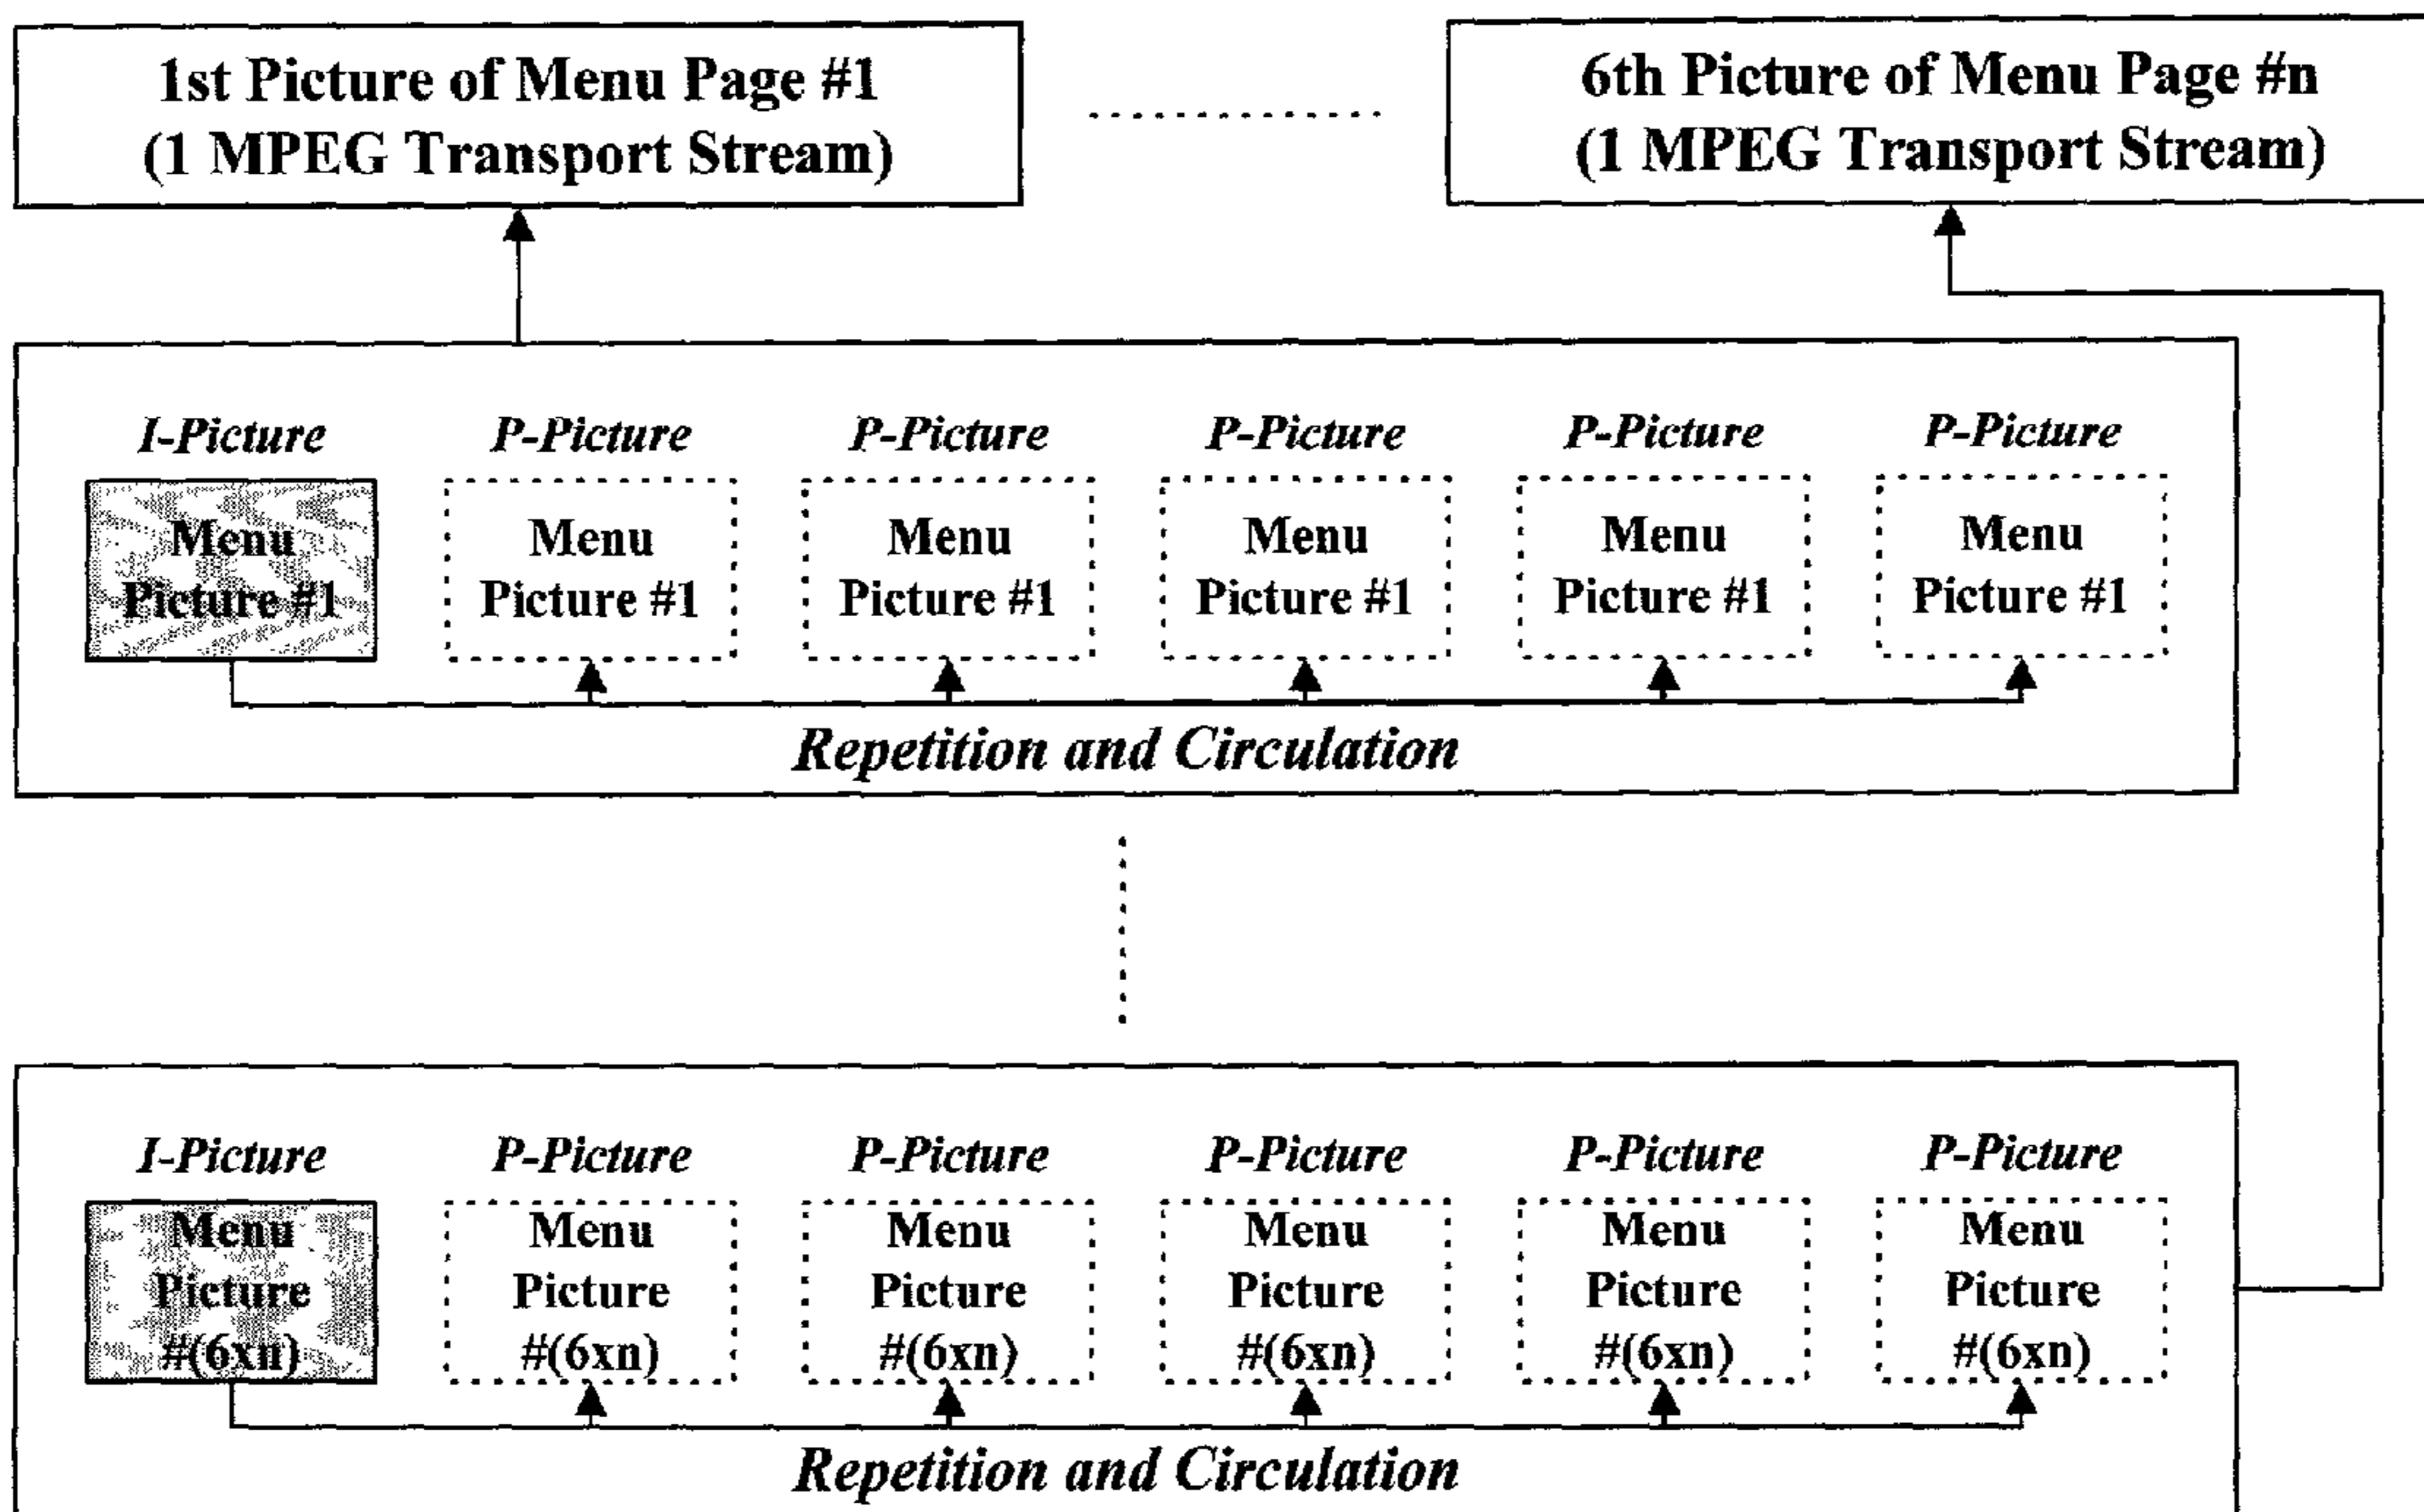 1st Picture of Menu Page #1
(1 MPEG Transport Stream)
6th Picture of Menu Page #n
(1 MPEG Transport Stream)
I-Picture
P-Picture
P-Picture
P-Picture
P-Picture
P-Picture
Menu
Picture #1
Menu
Picture #1
Menu
Picture #1
Menu
Picture #1
Menu
Picture #1
Menu
Picture #1
Repetition and Circulation
I-Picture
P-Picture
P-Picture
P-Picture
P-Picture
P-Picture
Menu
Picture
#(6xn)
Menu
Picture
#(6xn)
Menu
Picture
#(6xn)
Menu
Picture
#(6xn)
Menu
Picture
#(6xn)
Menu
Picture
#(6xn)
Repetition and Circulation